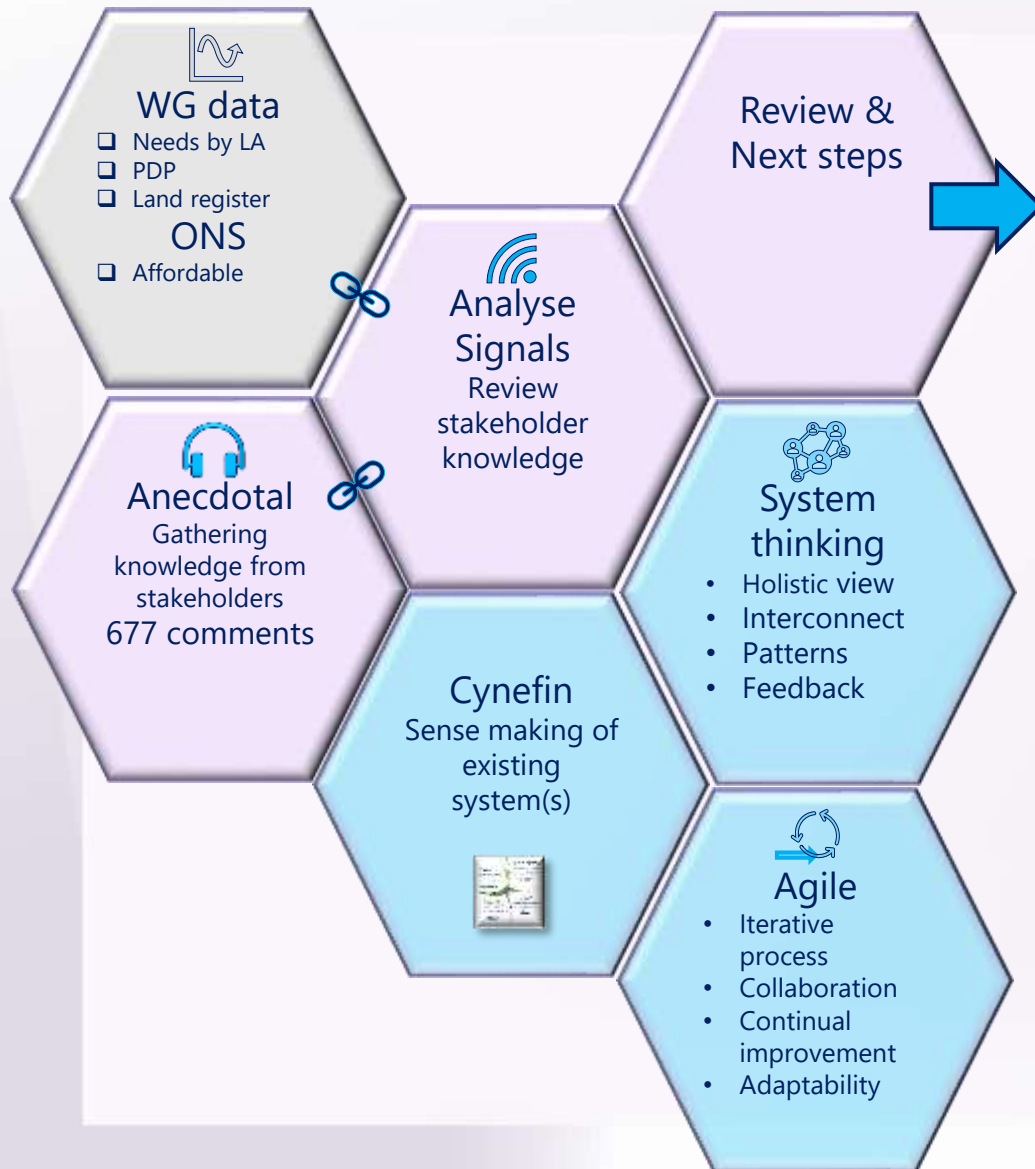 WG data
❑ Needs by LA
❑ PDP
❑ Land register
ONS
❑ Affordable
Review &
Next steps
Analyse
Signals
Review
stakeholder
knowledge
Anecdotal
Gathering
knowledge from
stakeholders
677 comments
System
thinking
• Holistic view
• Interconnect
• Patterns
• Feedback
Cynefin
Sense making of
existing
system(s)
Agile
• Iterative
process
• Collaboration
• Continual
improvement
• Adaptability